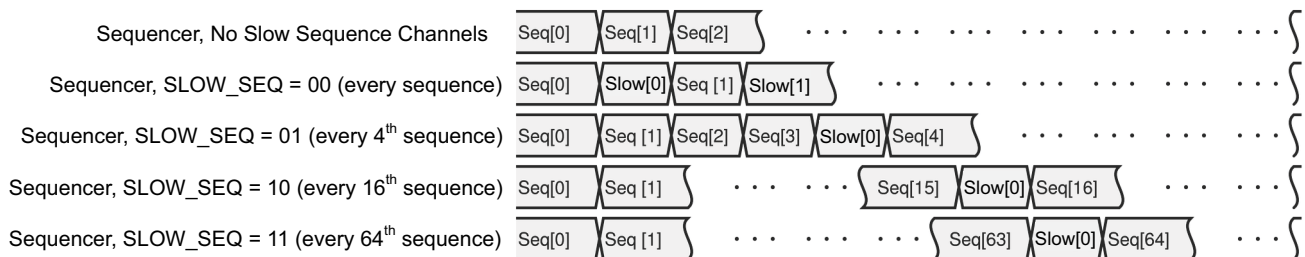 Sequencer, No Slow Sequence Channels Seq[0] Seq[1] Seq[2] · · · · · · · · · · · · · · · · · · · · ·
Sequencer, SLOW_SEQ = 00 (every sequence) Seq[0] Slow[0] Seq [1] Slow[1] · · · · · · · · · · · · · · · · · ·
Sequencer, SLOW_SEQ = 01 (every 4th sequence) Seq[0] Seq [1] Seq[2] Seq[3] Slow[0] Seq[4] · · · · · · · · · · · ·
Sequencer, SLOW_SEQ = 10 (every 16th sequence) Seq[0] Seq [1] · · · · · · Seq[15] Slow[0] Seq[16] · · · · · ·
Sequencer, SLOW_SEQ = 11 (every 64th sequence) Seq[0] Seq [1] · · · · · · · · · Seq[63] Slow[0] Seq[64] · · ·